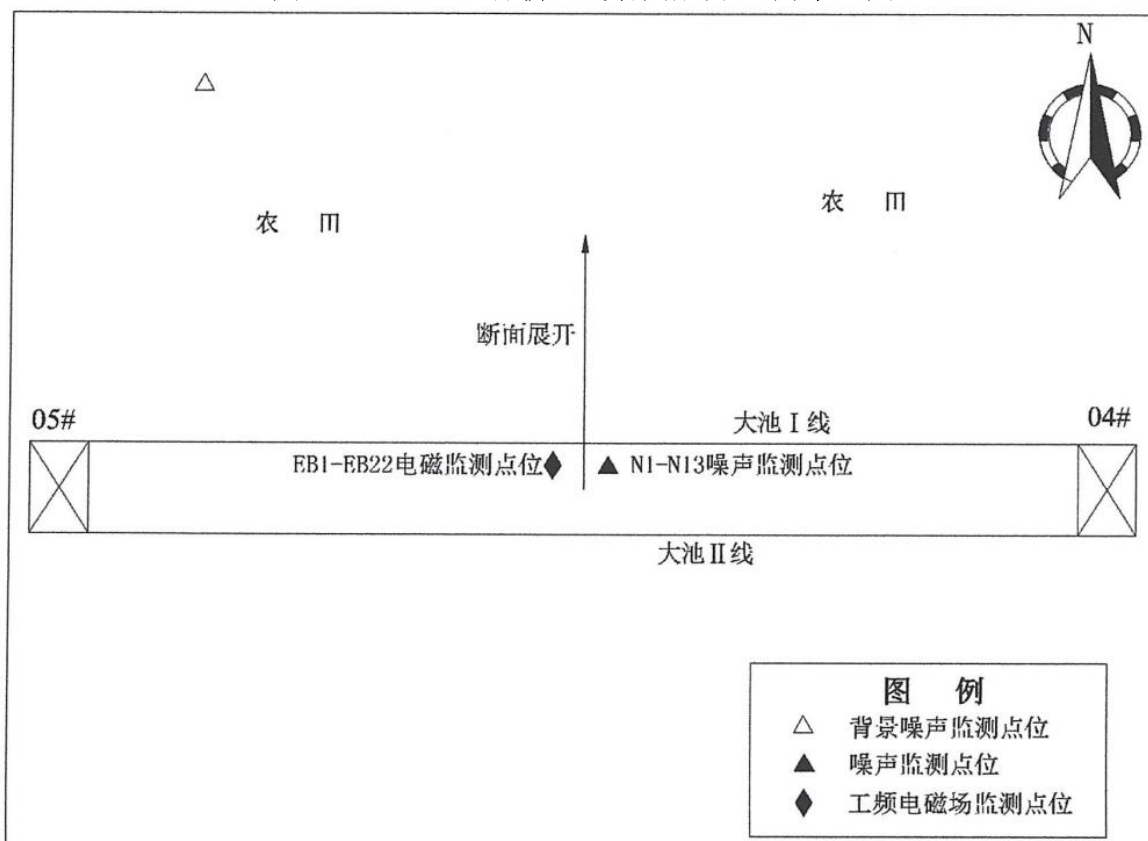 N
农 田
农 田
断面展开
05#
大池Ⅰ线
04#
EB1-EB22电磁监测点位
N1-N13噪声监测点位
大池Ⅱ线
图 例
背景噪声监测点位
噪声监测点位
工频电磁场监测点位